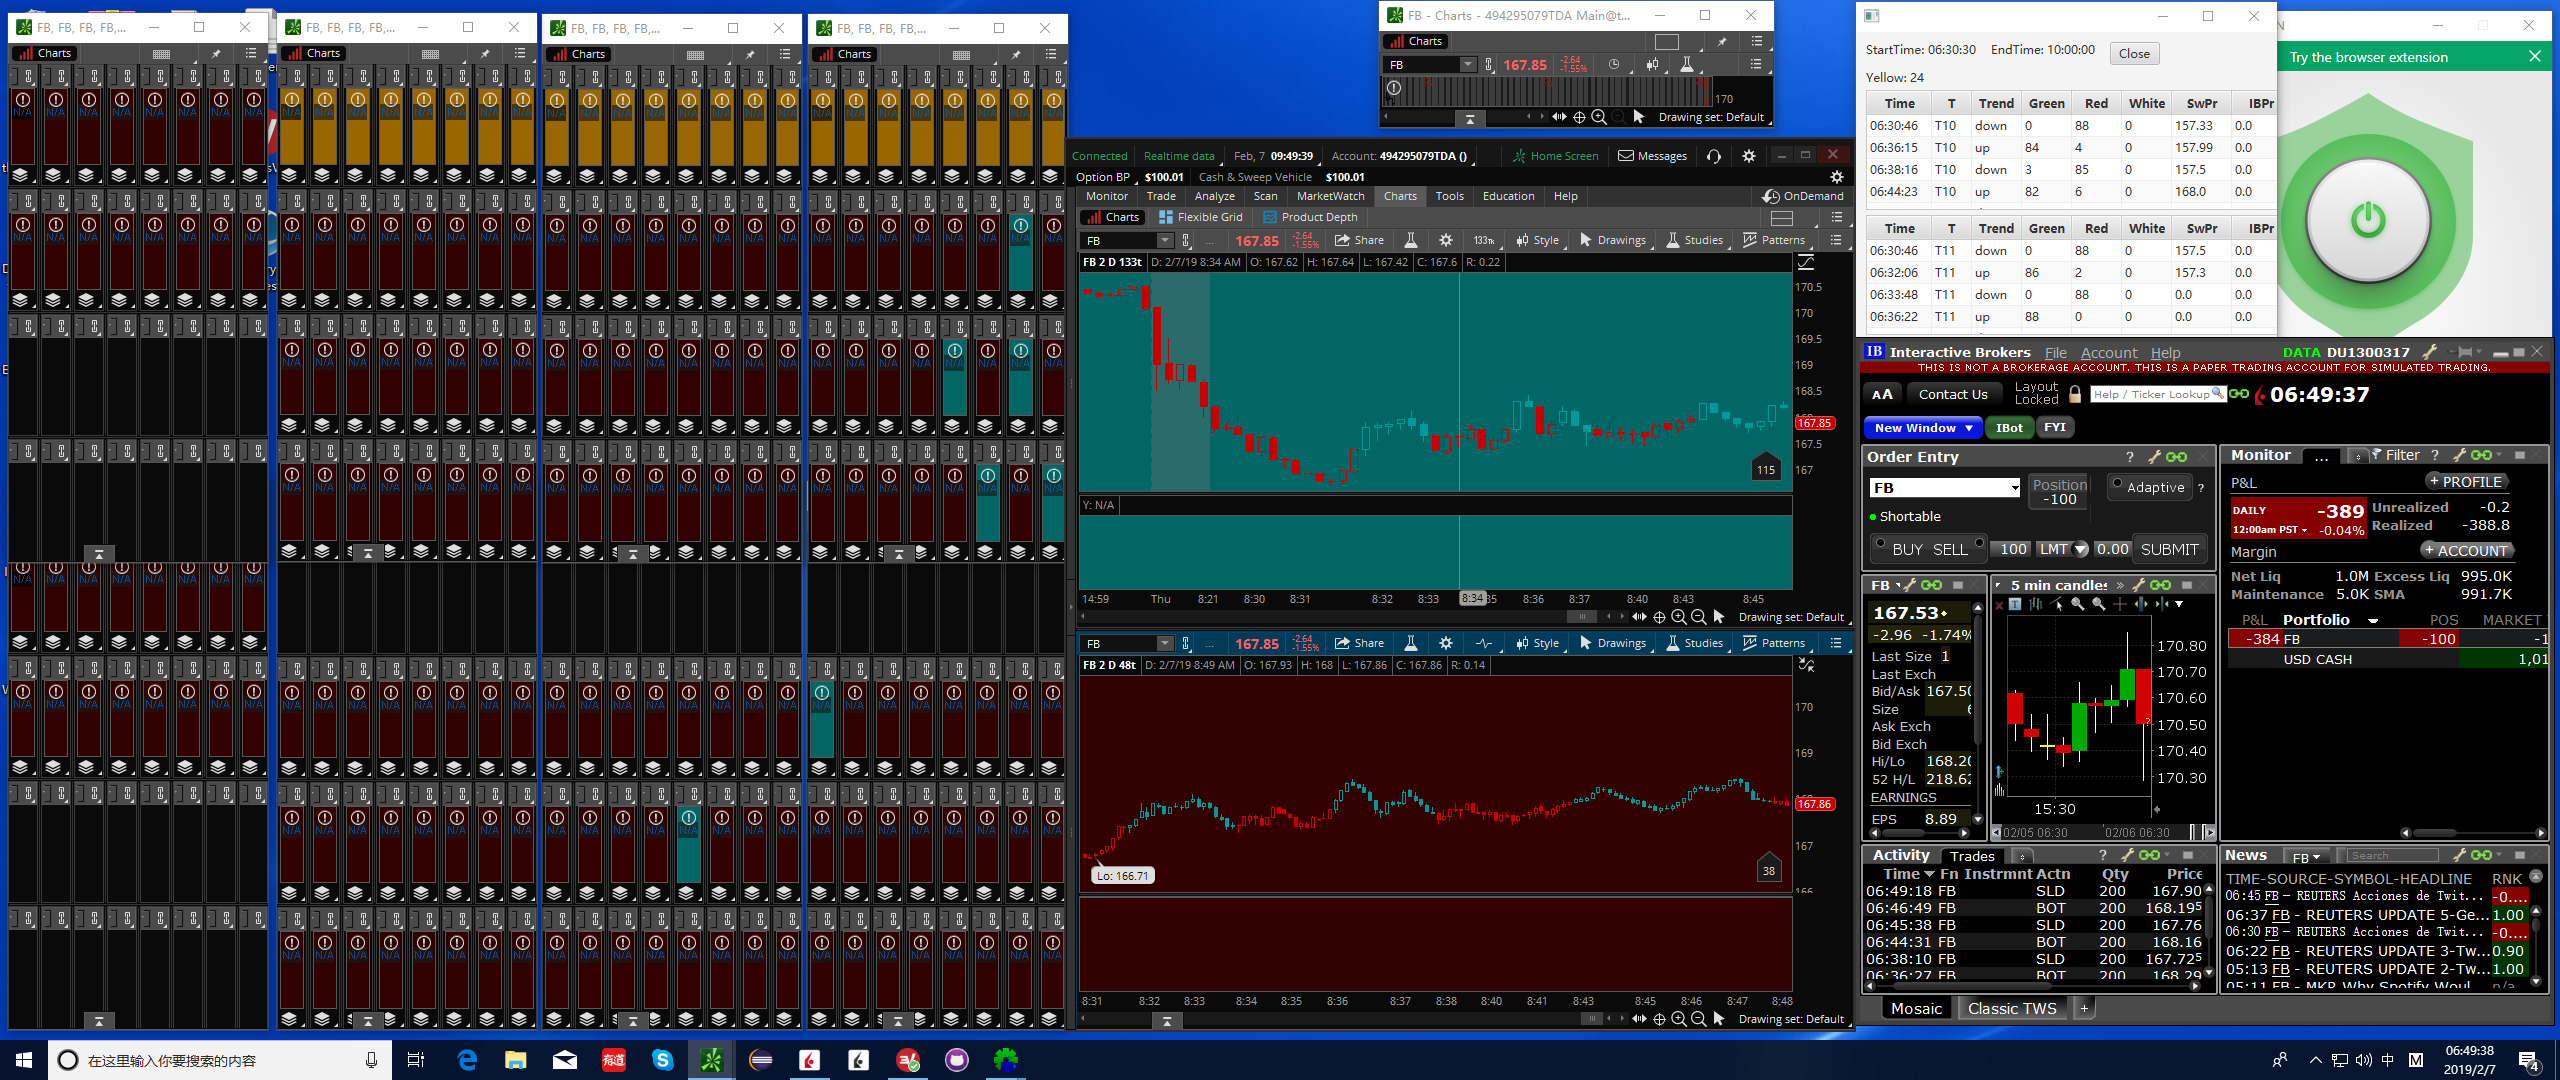 FB, FB, FB, FB,...
FB, FB, FB, FB,...
FB, FB, FB, FB,...
FB, FB, FB, FB,...
Charts
Charts
Charts
Charts
FB - Charts - 494295079TDA Main@t...
Charts
FB 167.85 -2.64 -1.55%
170
Drawing set: Default
Connected Realtime data Feb, 7 09:49:39 Account: 494295079TDA () Home Screen Messages
Option BP $100.01 Cash & Sweep Vehicle $100.01
Monitor Trade Analyze Scan MarketWatch Charts Tools Education Help OnDemand
Charts Flexible Grid Product Depth
FB ... 167.85 -2.64 -1.55% Share 133tk Style Drawings Studies Patterns
FB 2 D 133t D: 2/7/19 8:34 AM O: 167.62 H: 167.64 L: 167.42 C: 167.6 R: 0.22
170.5
170
169.5
169
168.5
167.85
167.5
167
115
Y: N/A
14:59 Thu 8:21 8:30 8:31 8:32 8:33 8:34 8:36 8:37 8:40 8:43 8:45
Drawing set: Default
FB ... 167.85 -2.64 -1.55% Share Style Drawings Studies Patterns
FB 2 D 48t D: 2/7/19 8:49 AM O: 167.93 H: 168 L: 167.86 C: 167.86 R: 0.14
170
169
167.86
167
166
Lo: 166.71
38
8:31 8:32 8:33 8:34 8:35 8:36 8:38 8:40 8:41 8:43 8:45 8:46 8:47 8:48
Drawing set: Default
StartTime: 06:30:30 EndTime: 10:00:00 Close
Yellow: 24
Time T Trend Green Red White SwPr IBPr
06:30:46 T10 down 0 88 0 157.33 0.0
06:36:15 T10 up 84 4 0 157.99 0.0
06:38:16 T10 down 3 85 0 157.5 0.0
06:44:23 T10 up 82 6 0 168.0 0.0
Time T Trend Green Red White SwPr IBPr
06:30:46 T11 down 0 88 0 157.5 0.0
06:32:06 T11 up 86 2 0 157.3 0.0
06:33:48 T11 down 0 88 0 0.0 0.0
06:36:22 T11 up 88 0 0 0.0 0.0
N
Try the browser extension
IB Interactive Brokers File Account Help DATA DU1300317
THIS IS NOT A BROKERAGE ACCOUNT. THIS IS A PAPER TRADING ACCOUNT FOR SIMULATED TRADING.
AA Contact Us Layout Locked Help / Ticker Lookup 06:49:37
New Window IBot FYI
Order Entry ?
FB Position -100 Adaptive ?
Shortable
BUY SELL 100 LMT 0.00 SUBMIT
Monitor ... Filter ?
P&L + PROFILE
DAILY -389 Unrealized -0.2
12:00am PST -0.04% Realized -388.8
Margin + ACCOUNT
Net Liq 1.0M Excess Liq 995.0K
Maintenance 5.0K SMA 991.7K
P&L Portfolio POS MARKET
-384 FB -100 -1
USD CASH 1,01
FB
167.53
-2.96 -1.74%
Last Size 1
Last Exch
Bid/Ask 167.50
Size 6
Ask Exch
Bid Exch
Hi/Lo 168.20
52 H/L 218.62
EARNINGS
EPS 8.89
5 min candles
170.80
170.70
170.60
170.50
170.40
170.30
15:30
02/05 06:30 02/06 06:30
Activity Trades ?
Time Fn Instrmnt Actn Qty Price
06:49:18 FB SLD 200 167.90
06:46:49 FB BOT 200 168.195
06:45:38 FB SLD 200 167.76
06:44:31 FB BOT 200 168.16
06:38:10 FB SLD 200 167.725
06:36:27 FB BOT 200 168.29
News FB Search
TIME-SOURCE-SYMBOL-HEADLINE RNK
06:45 FB – REUTERS Acciones de Twit... -0....
06:37 FB - REUTERS UPDATE 5-Ge... 1.00
06:30 FB – REUTERS Acciones de Twit... -0....
06:22 FB - REUTERS UPDATE 3-Tw... 0.90
05:13 FB - REUTERS UPDATE 2-Tw... 1.00
05:11 FB - MKP Why Spotify Woul n/a
Mosaic Classic TWS +
在这里输入你要搜索的内容
有道
中 M
06:49:38
2019/2/7
4